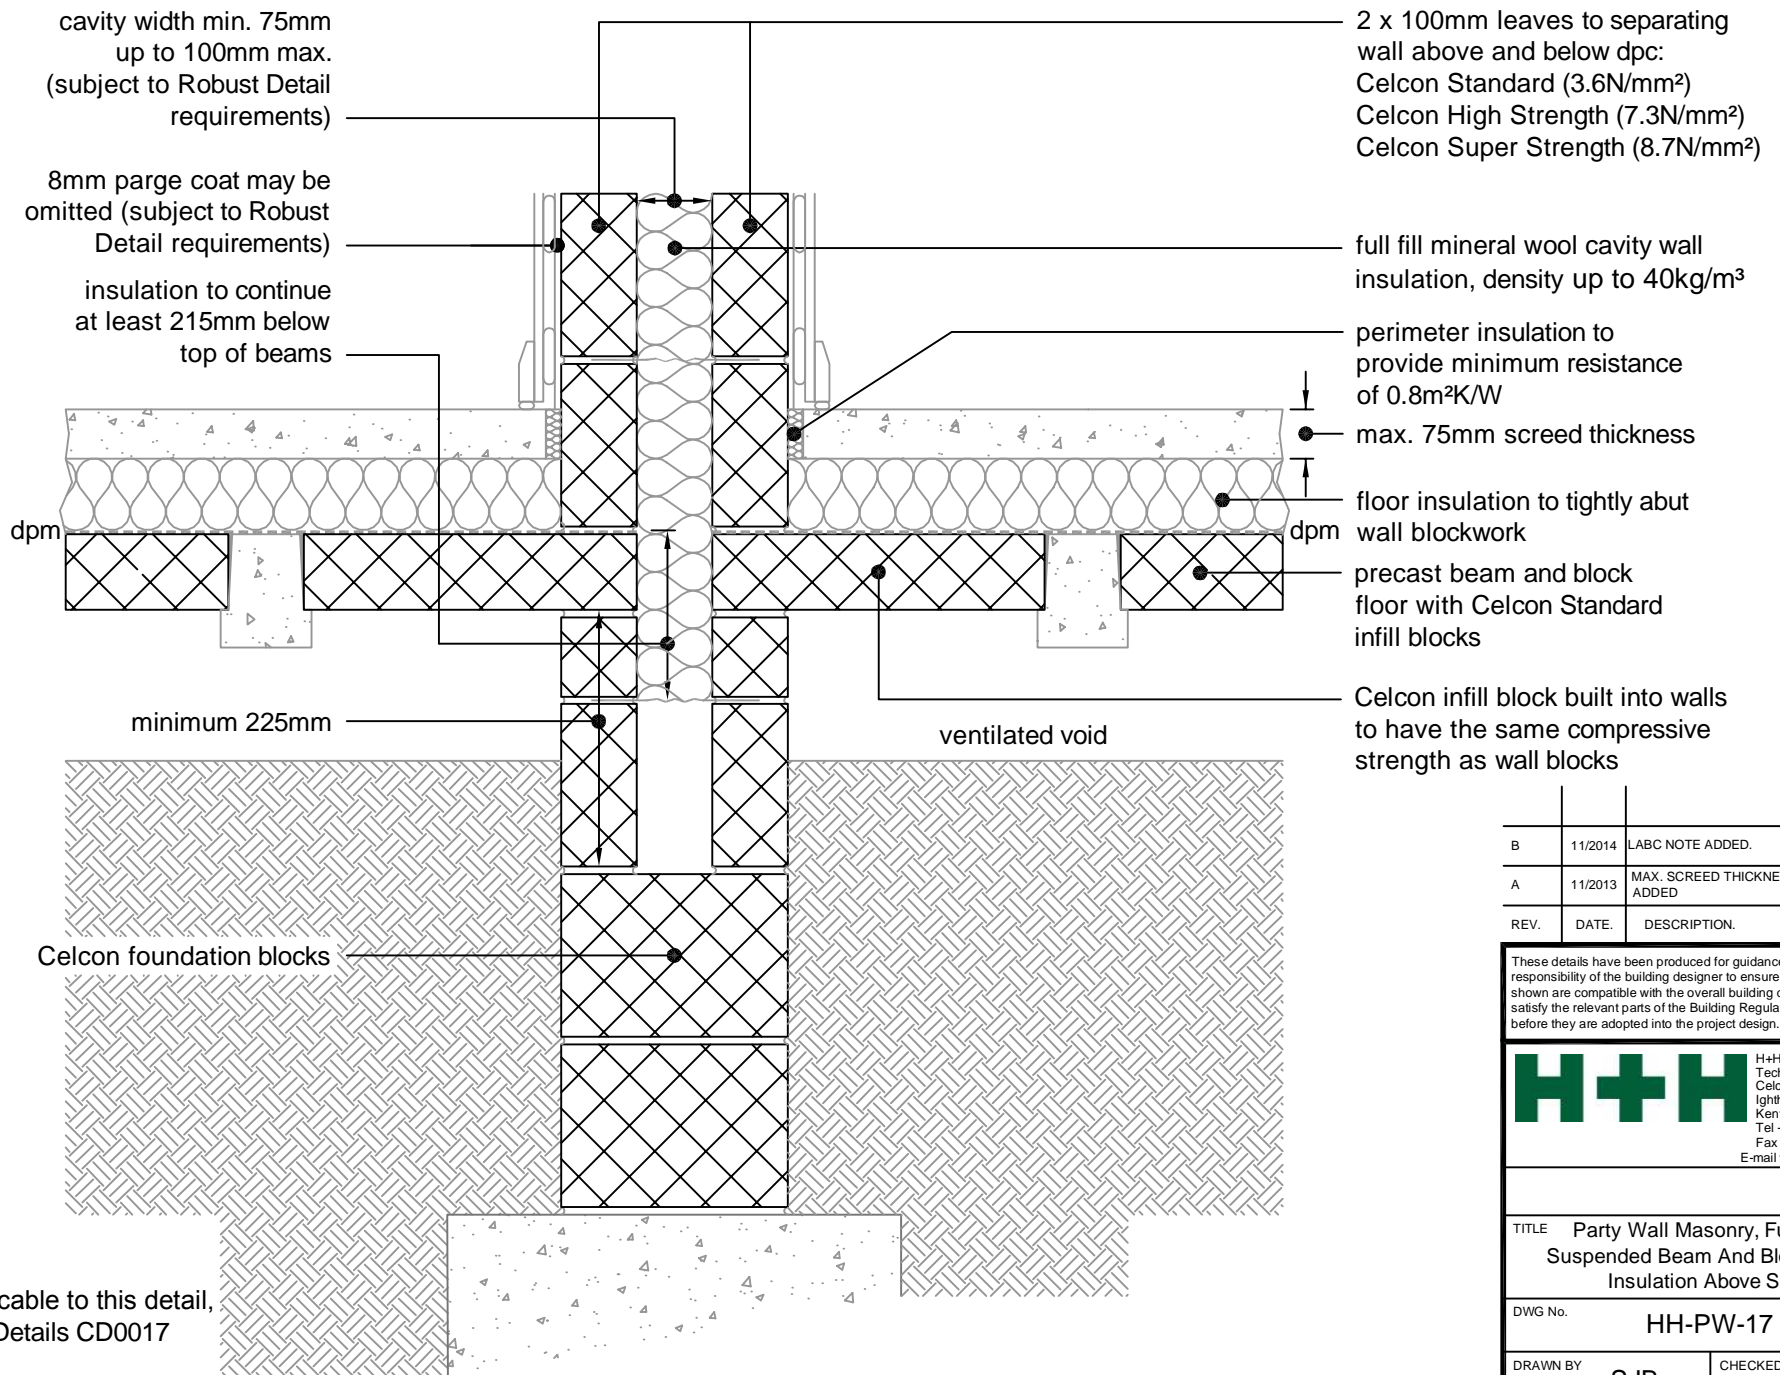 cavity width min. 75mm
up to 100mm max.
(subject to Robust Detail
requirements)
8mm parge coat may be
omitted (subject to Robust
Detail requirements)
insulation to continue
at least 215mm below
top of beams
dpm
minimum 225mm
Celcon foundation blocks
cable to this detail,
Details CD0017
2 x 100mm leaves to separating
wall above and below dpc:
Celcon Standard (3.6N/mm²)
Celcon High Strength (7.3N/mm²)
Celcon Super Strength (8.7N/mm²)
full fill mineral wool cavity wall
insulation, density up to 40kg/m³
perimeter insulation to
provide minimum resistance
of 0.8m²K/W
max. 75mm screed thickness
floor insulation to tightly abut
wall blockwork
dpm
precast beam and block
floor with Celcon Standard
infill blocks
Celcon infill block built into walls
to have the same compressive
strength as wall blocks
ventilated void
B 11/2014 LABC NOTE ADDED.
A 11/2013 MAX. SCREED THICKNE
ADDED
REV. DATE. DESCRIPTION.
These details have been produced for guidance
responsibility of the building designer to ensure
shown are compatible with the overall building
satisfy the relevant parts of the Building Regula
before they are adopted into the project design.
H+H
H+H
Tech
Celc
Ighth
Kent
Tel -
Fax
E-mail
TITLE Party Wall Masonry, Fu
Suspended Beam And Blo
Insulation Above S
DWG No. HH-PW-17
DRAWN BY CHECKED